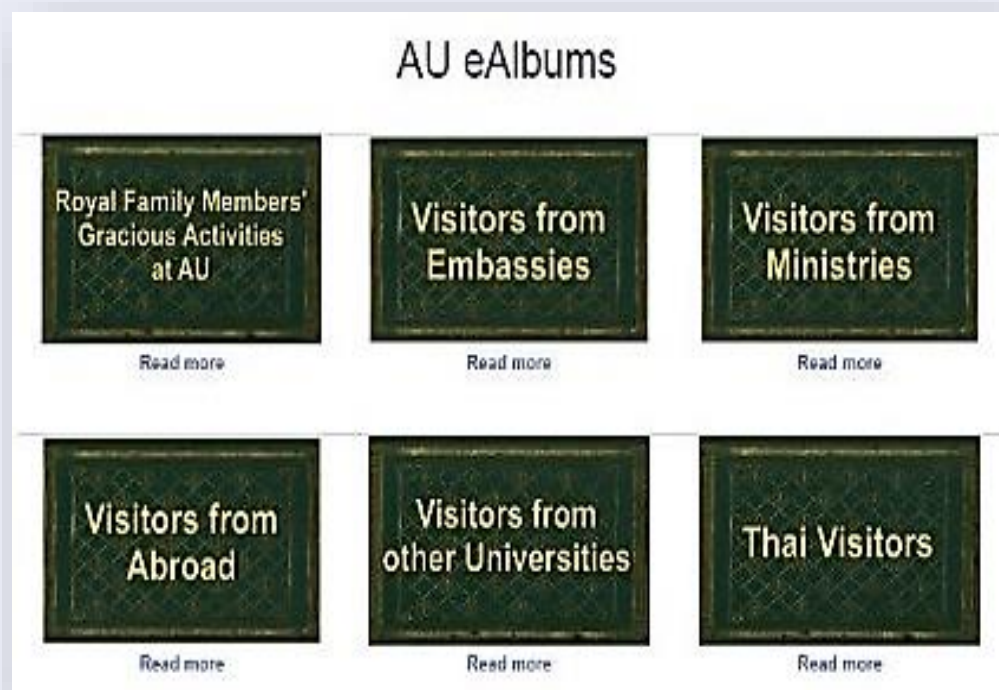 AU eAlbums
Royal Family Members'
Gracious Activities
at AU
Read more
Visitors from
Embassies
Read more
Visitors from
Ministries
Read more
Visitors from
Abroad
Read more
Visitors from
other Universities
Read more
Thai Visitors
Read more